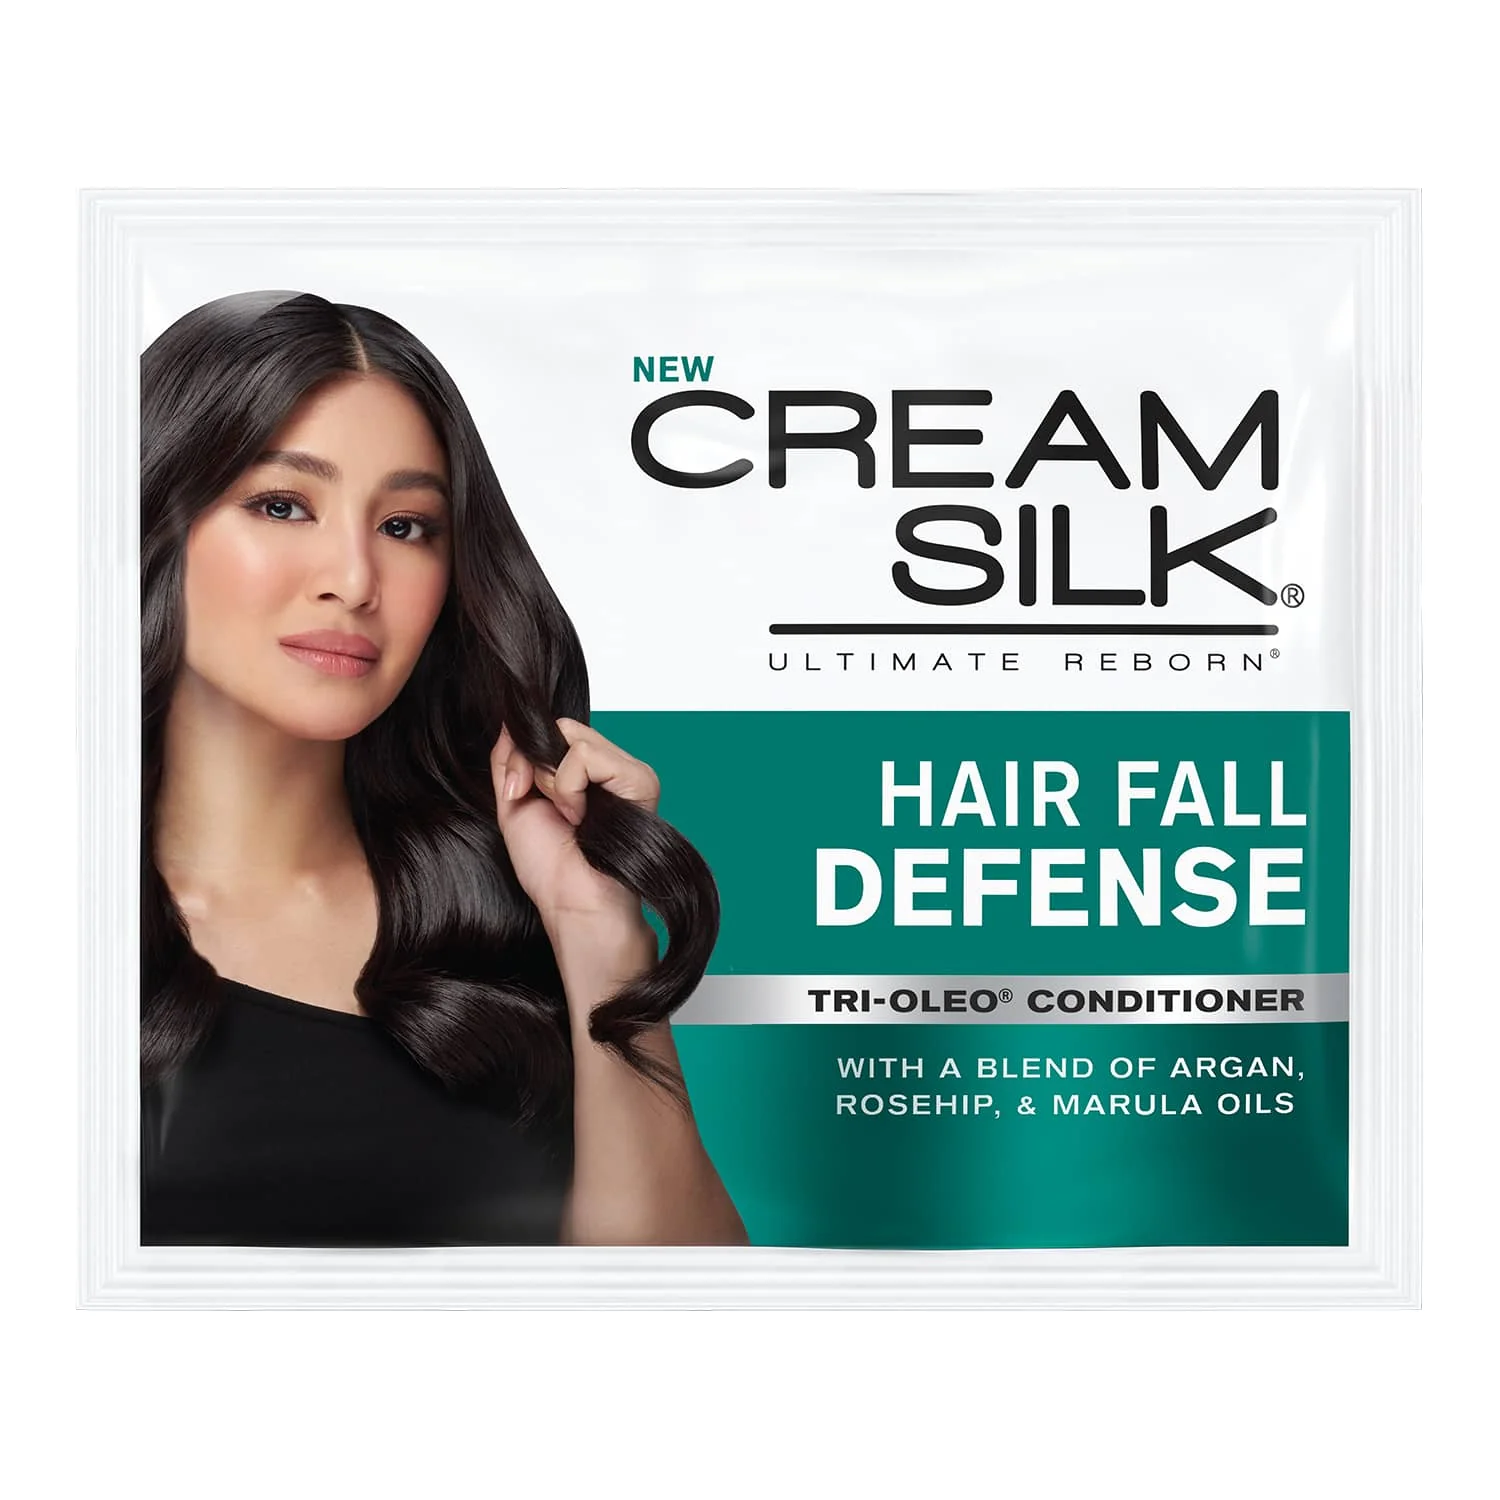 NEW
CREAM
SILK®
ULTIMATE REBORN®
HAIR FALL
DEFENSE
TRI-OLEO® CONDITIONER
WITH A BLEND OF ARGAN,
ROSEHIP, & MARULA OILS